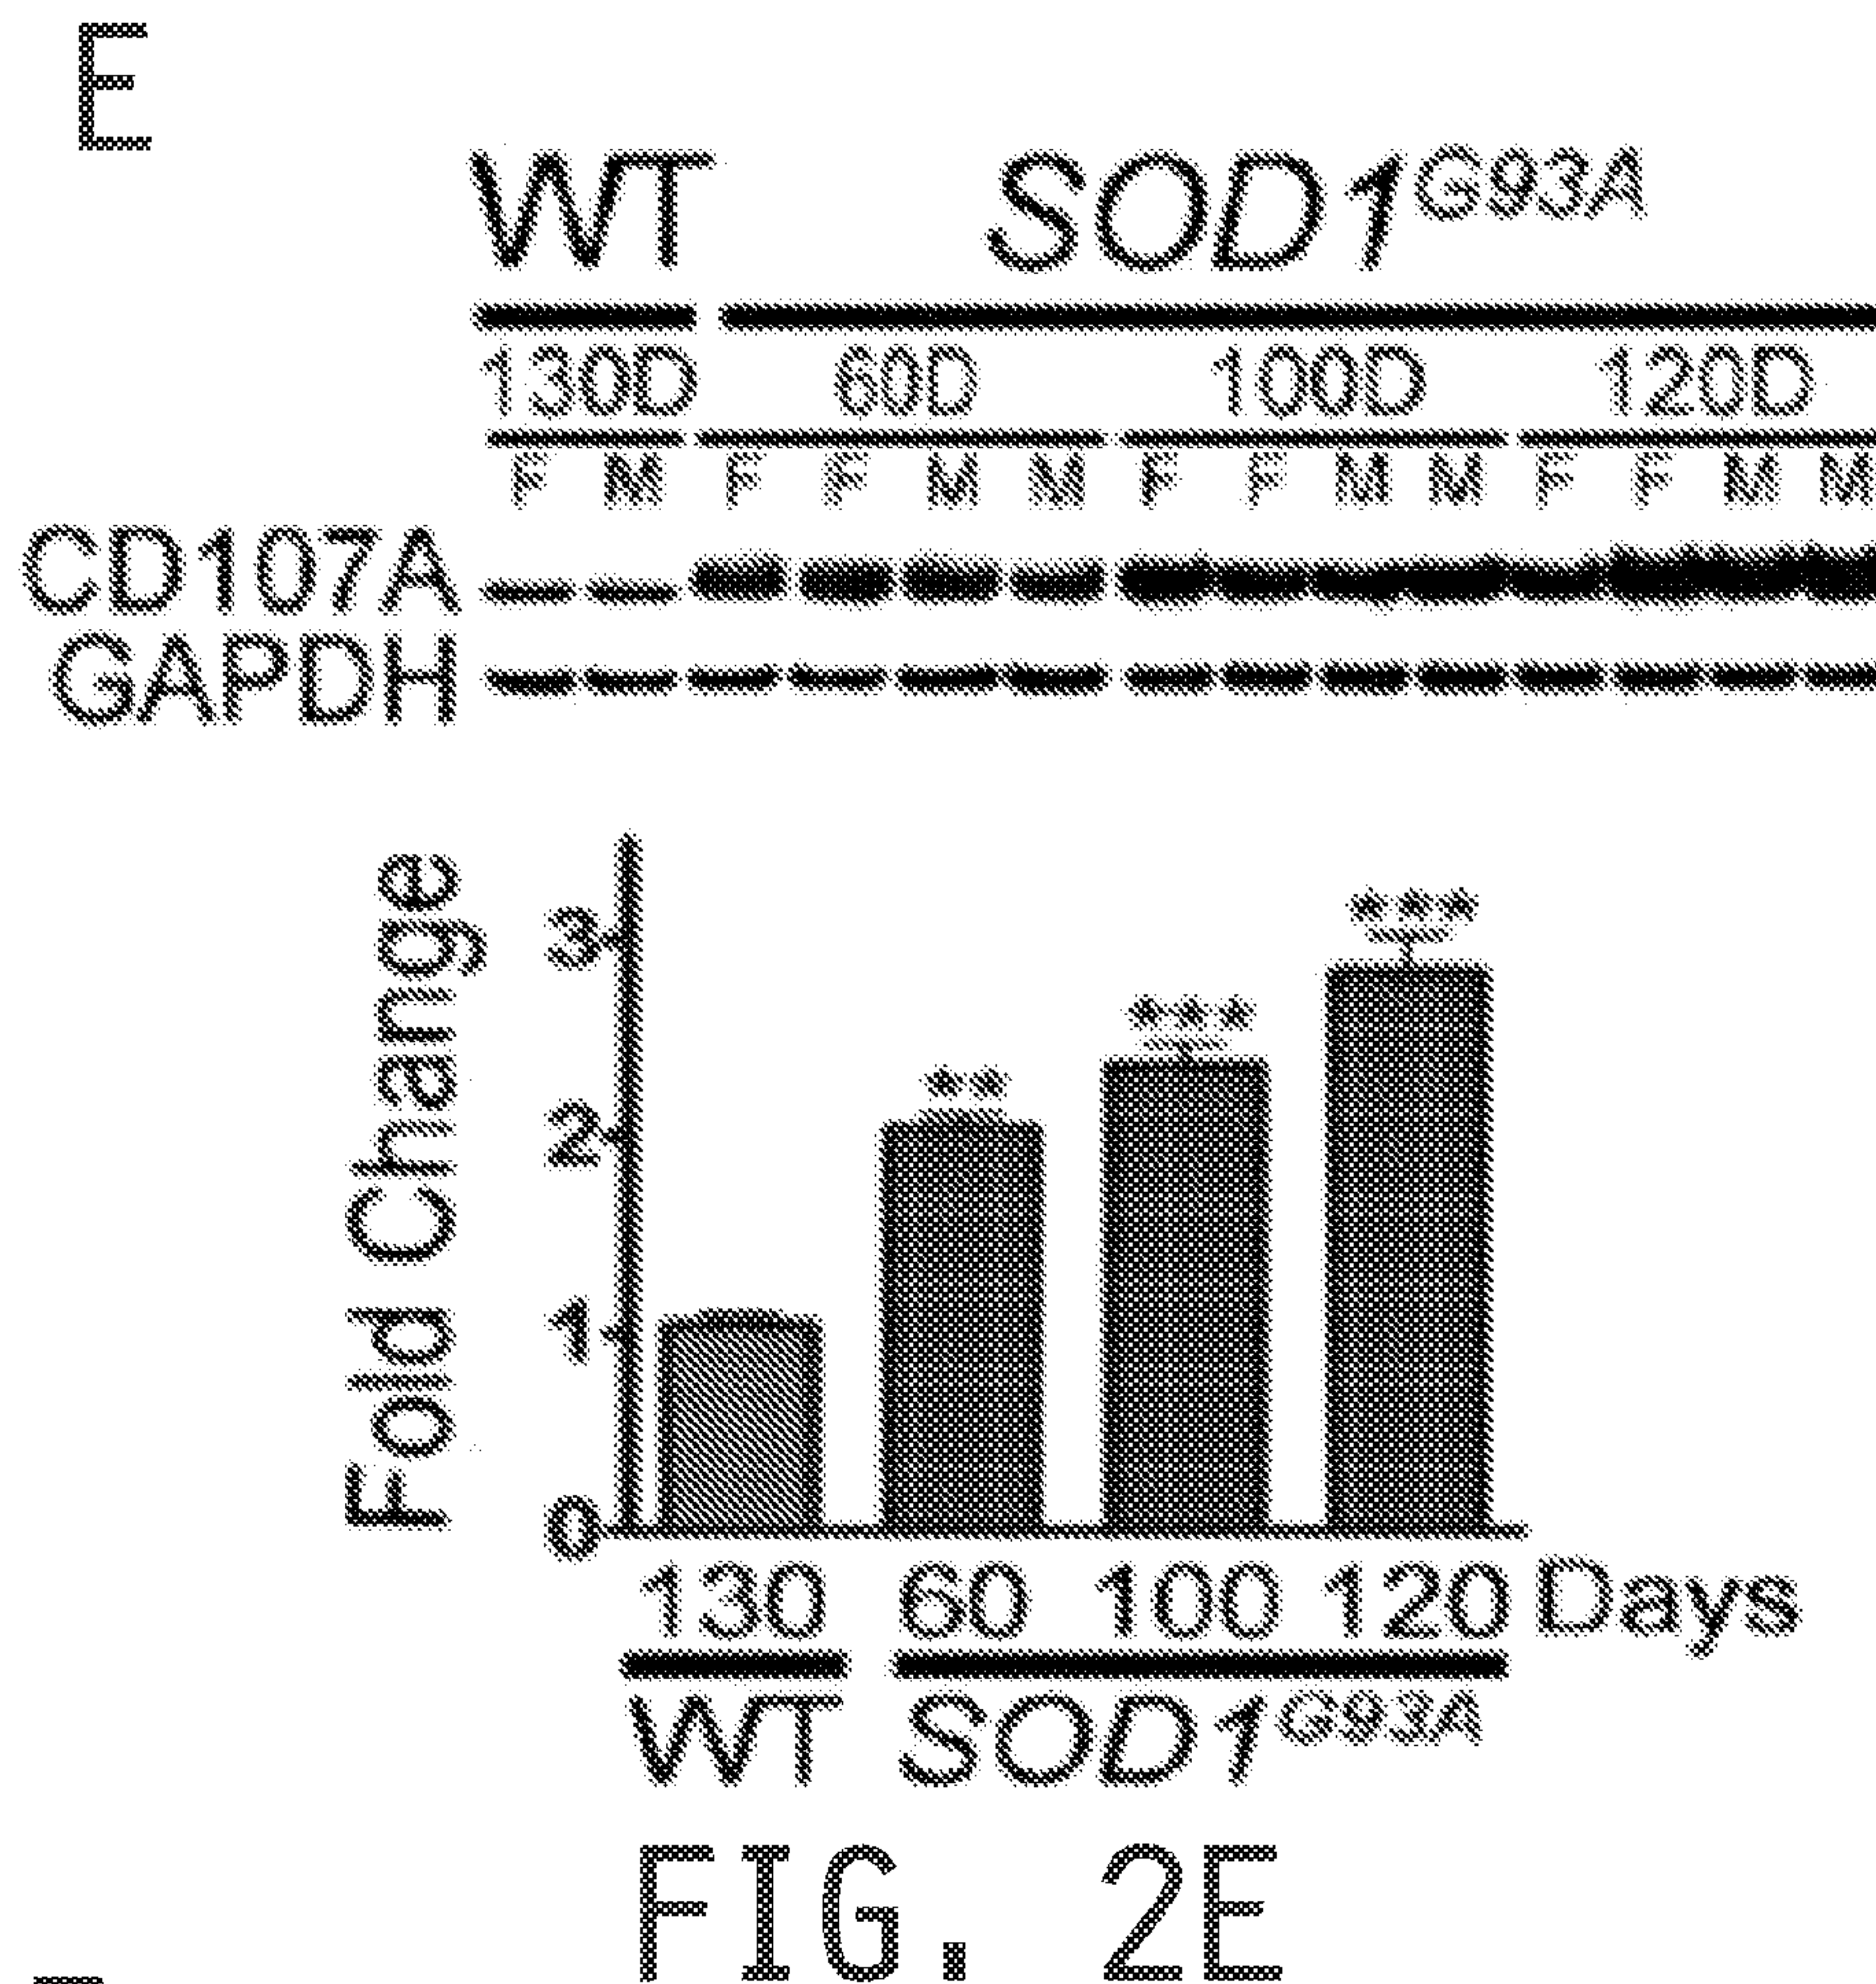 E
WT SOD1G93A
130D 60D 100D 120D
F M F F M M F F M M F F M M
CD107A
GAPDH
Fold Change
3
2
1
0
***
***
**
130 60 100 120 Days
WT SOD1G93A
FIG. 2E